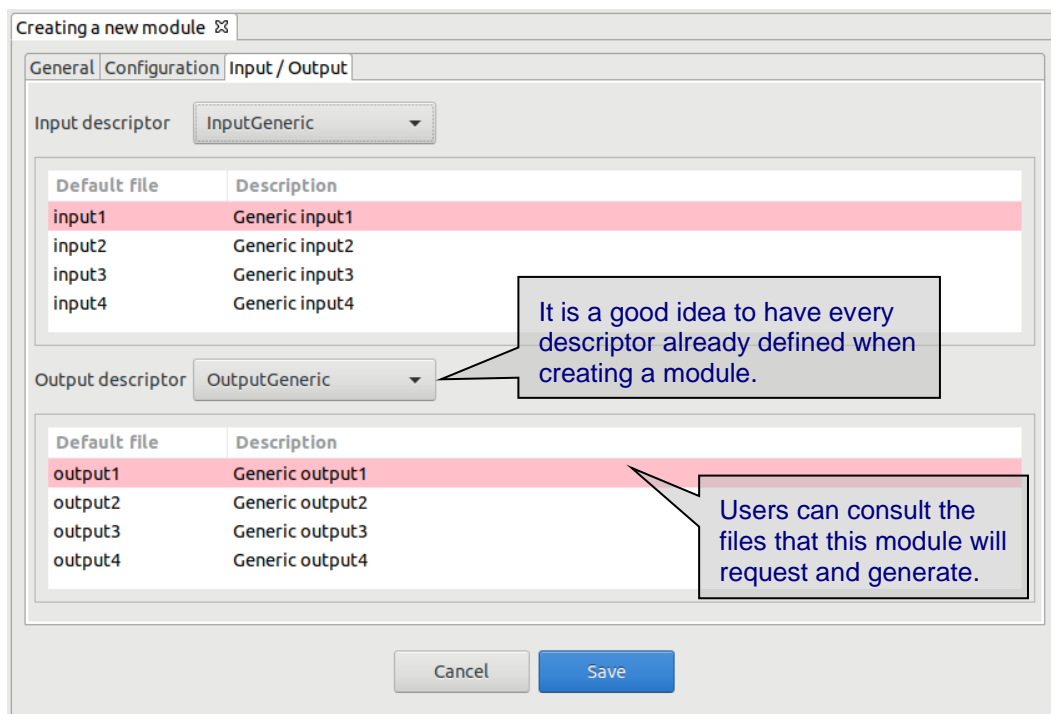 Creating a new module
General Configuration Input / Output
Input descriptor InputGeneric
Default file Description
input1 Generic input1
input2 Generic input2
input3 Generic input3
input4 Generic input4
It is a good idea to have every
descriptor already defined when
creating a module.
Output descriptor OutputGeneric
Default file Description
output1 Generic output1
output2 Generic output2
output3 Generic output3
output4 Generic output4
Users can consult the
files that this module will
request and generate.
Cancel Save